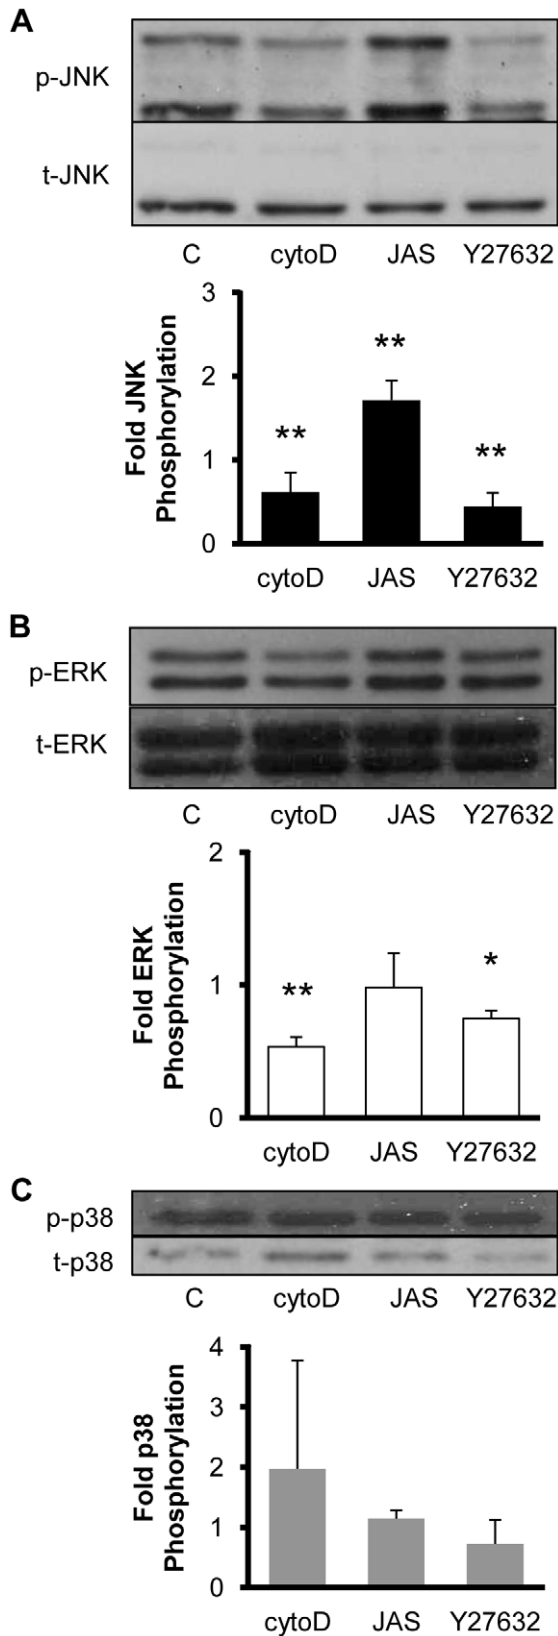 A
p-JNK
t-JNK
C cytoD JAS Y27632
3
2
1
0
Fold JNK
Phosphorylation
** ** **
cytoD JAS Y27632
B
p-ERK
t-ERK
C cytoD JAS Y27632
2
1
0
Fold ERK
Phosphorylation
** *
cytoD JAS Y27632
C
p-p38
t-p38
C cytoD JAS Y27632
4
3
2
1
0
Fold p38
Phosphorylation
cytoD JAS Y27632